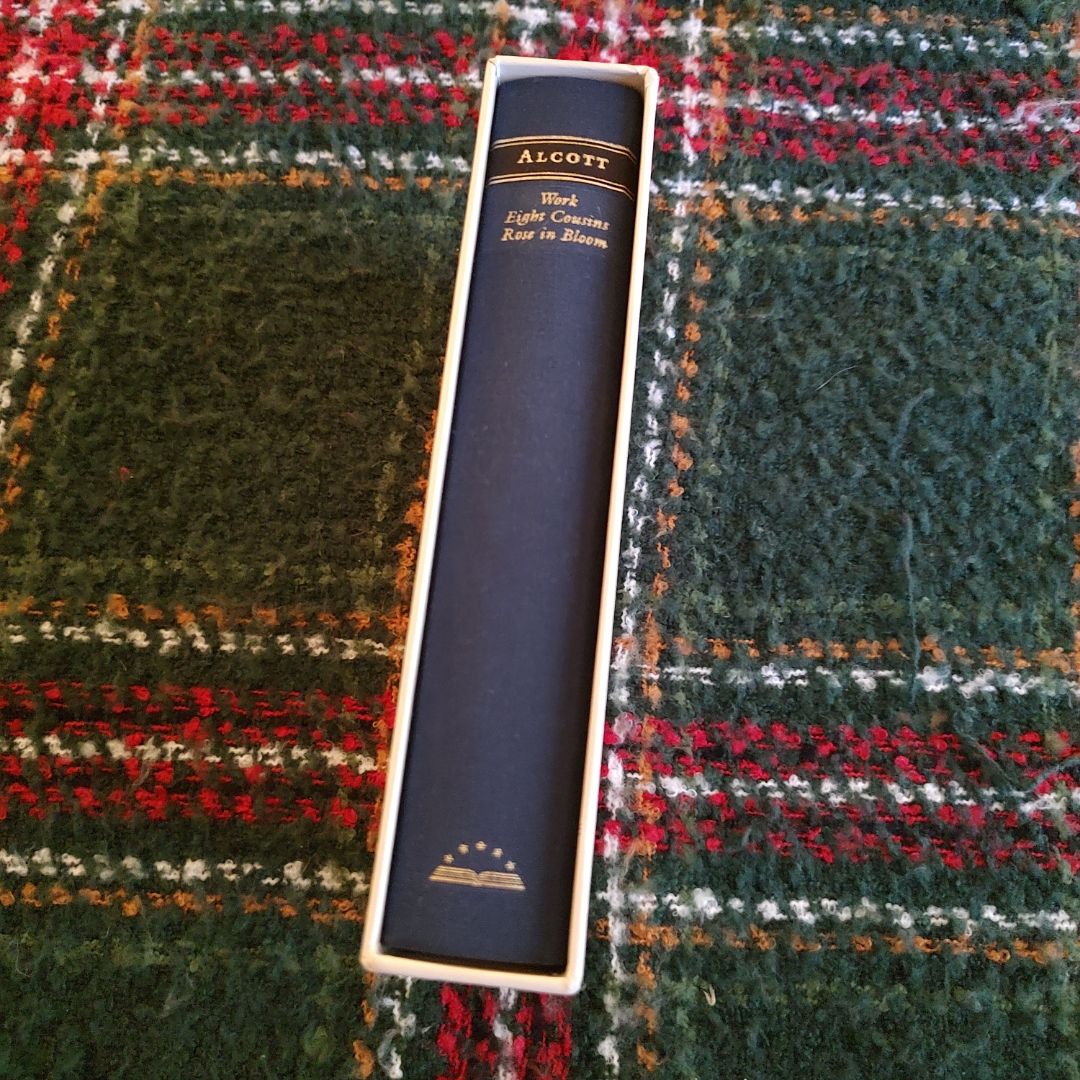 ALCOTT
Work
Eight Cousins
Rose in Bloom